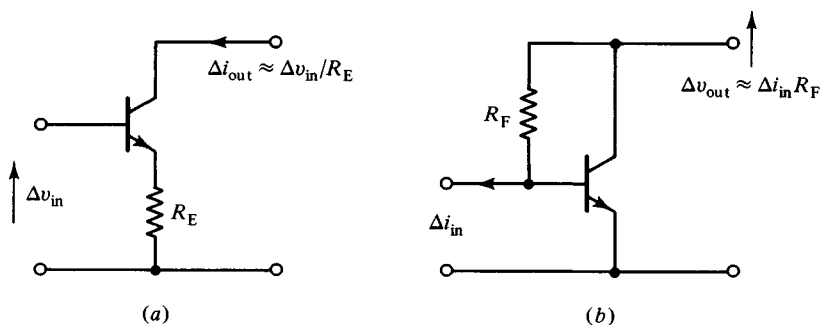 Δi_out ≈ Δv_in/R_E
Δv_in
R_E
(a)
Δv_out ≈ Δi_in R_F
R_F
Δi_in
(b)